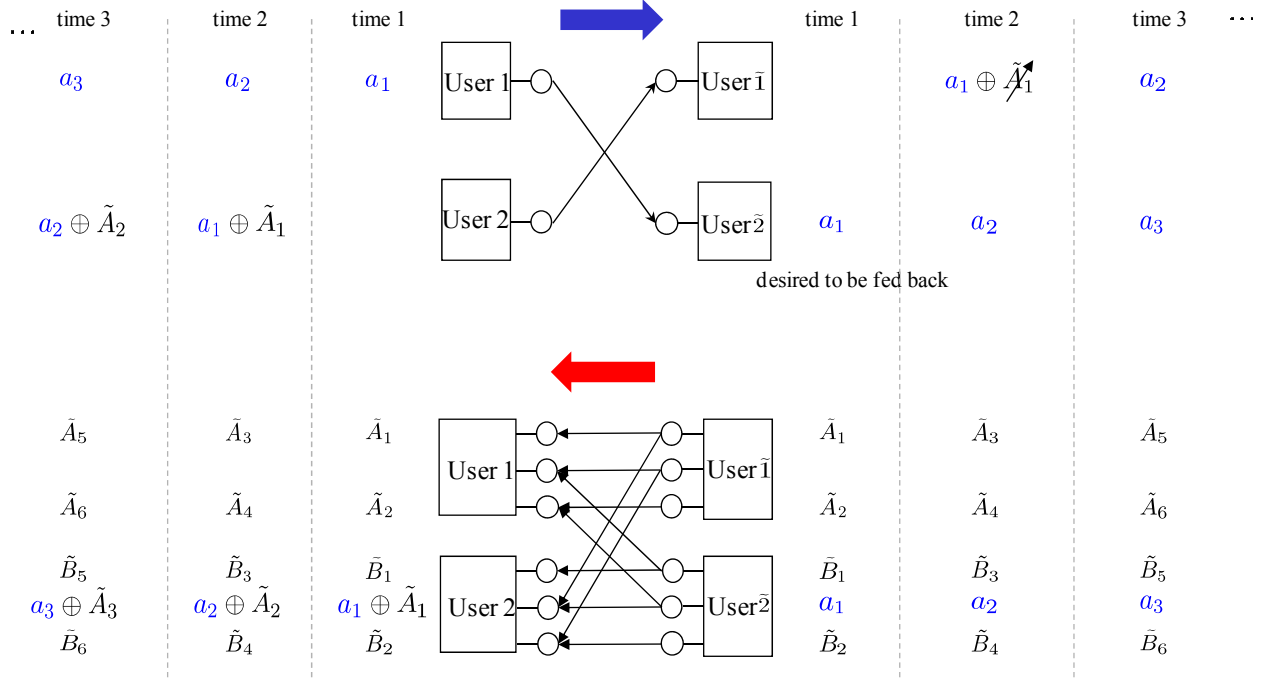 ... time 3 time 2 time 1 time 1 time 2 time 3 ...
a₃ a₂ a₁ User 1 User 1̃ a₁ ⊕ Ã₁ a₂
a₂ ⊕ Ã₂ a₁ ⊕ Ã₁ User 2 User 2̃ a₁ a₂ a₃
desired to be fed back
Ã₅ Ã₃ Ã₁ Ã₁ Ã₃ Ã₅
User 1 User 1̃
Ã₆ Ã₄ Ã₂ Ã₂ Ã₄ Ã₆
B̃₅ B̃₃ B̃₁ B̃₁ B̃₃ B̃₅
a₃ ⊕ Ã₃ a₂ ⊕ Ã₂ a₁ ⊕ Ã₁ User 2 User 2̃ a₁ a₂ a₃
B̃₆ B̃₄ B̃₂ B̃₂ B̃₄ B̃₆